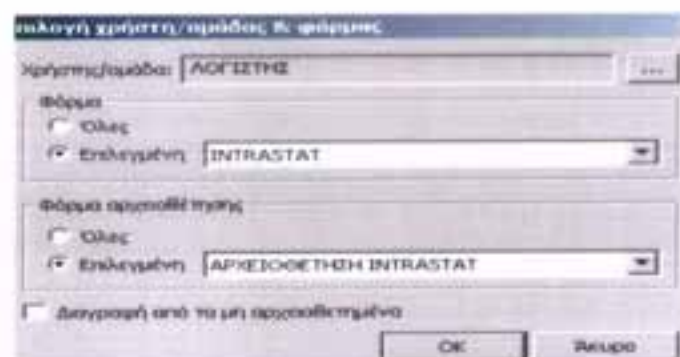 επιλογή χρήστη/ομάδας & φόρμας
Χρήστης/ομάδα: ΛΟΓΙΣΤΗΣ ...
Φόρμα
Όλες
Επιλεγμένη INTRASTAT
Φόρμα αρχειοθέτησης
Όλες
Επιλεγμένη ΑΡΧΕΙΟΘΕΤΗΣΗ INTRASTAT
Διαγραφή από τα μη αρχειοθετημένα
OK Άκυρο